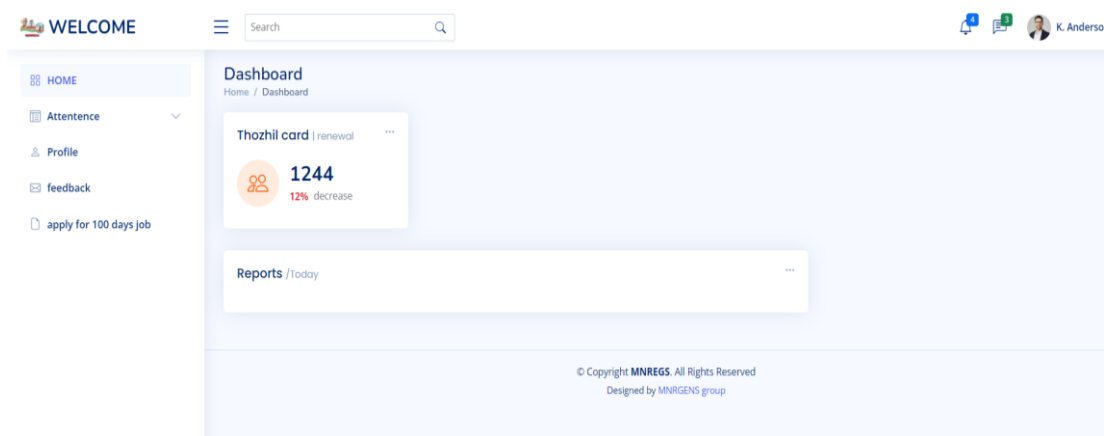 WELCOME
Search
4
3
K. Anderso
HOME
Attentence
Profile
feedback
apply for 100 days job
Dashboard
Home / Dashboard
Thozhil card | renewal
1244
12% decrease
Reports /Today
© Copyright MNREGS. All Rights Reserved
Designed by MNRGENS group